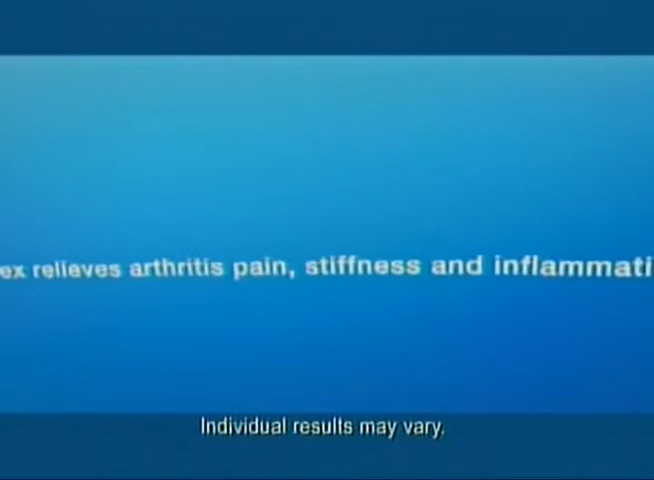 ex relieves arthritis pain, stiffness and inflammati
Individual results may vary.